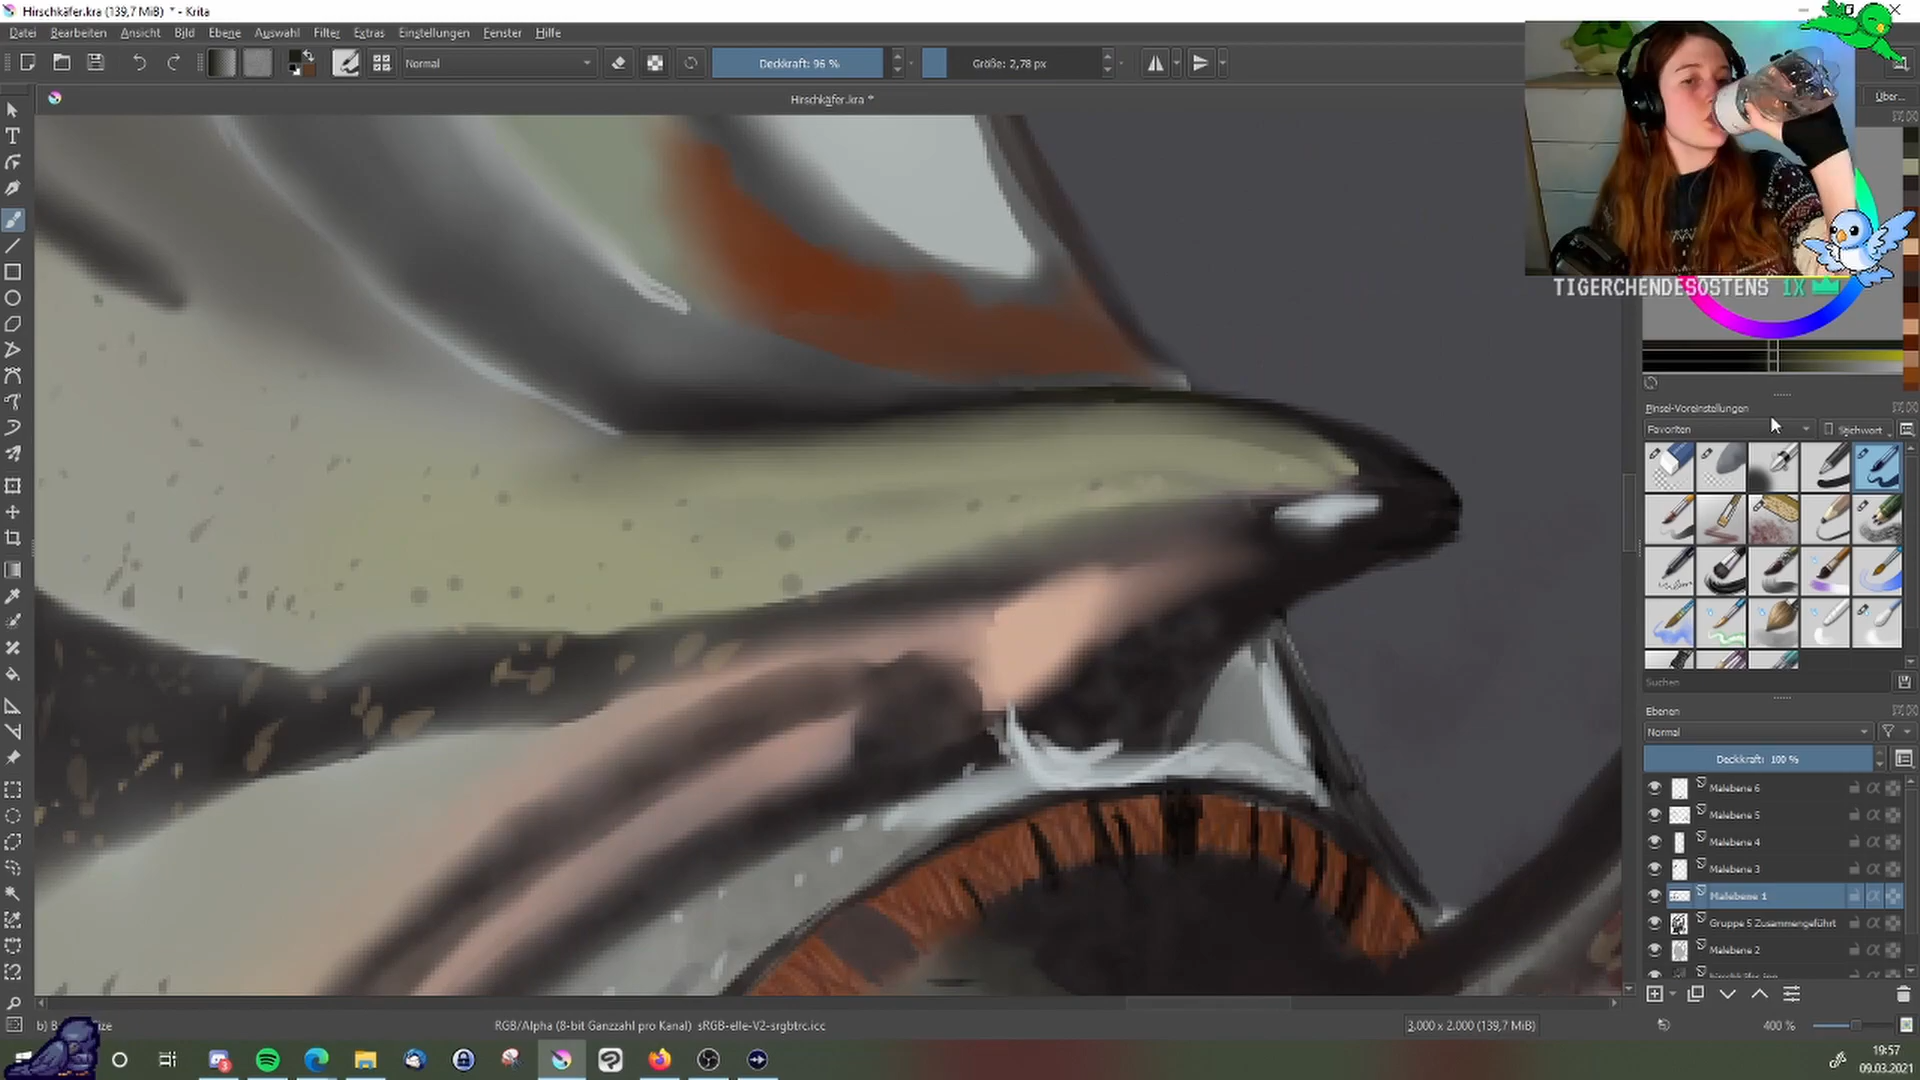 Hirschkäfer.kra (139,7 MiB) * - Krita
Datei Bearbeiten Ansicht Bild Ebene Auswahl Filter Extras Einstellungen Fenster Hilfe
Normal
Deckkraft: 96 %
Größe: 2,78 px
Hirschkäfer.kra *
Über...
TIGERCHENDESOSTENS 1X
Pinsel-Voreinstellungen
Favoriten
Stichwort
Suchen
Ebenen
Normal
Deckkraft: 100 %
Malebene 6
Malebene 5
Malebene 4
Malebene 3
Malebene 1
Gruppe 5 Zusammengeführt
Malebene 2
RGB/Alpha (8-bit Ganzzahl pro Kanal) sRGB-elle-V2-srgbtrc.icc
3.000 x 2.000 (139,7 MiB)
400 %
19:57
09.03.2021